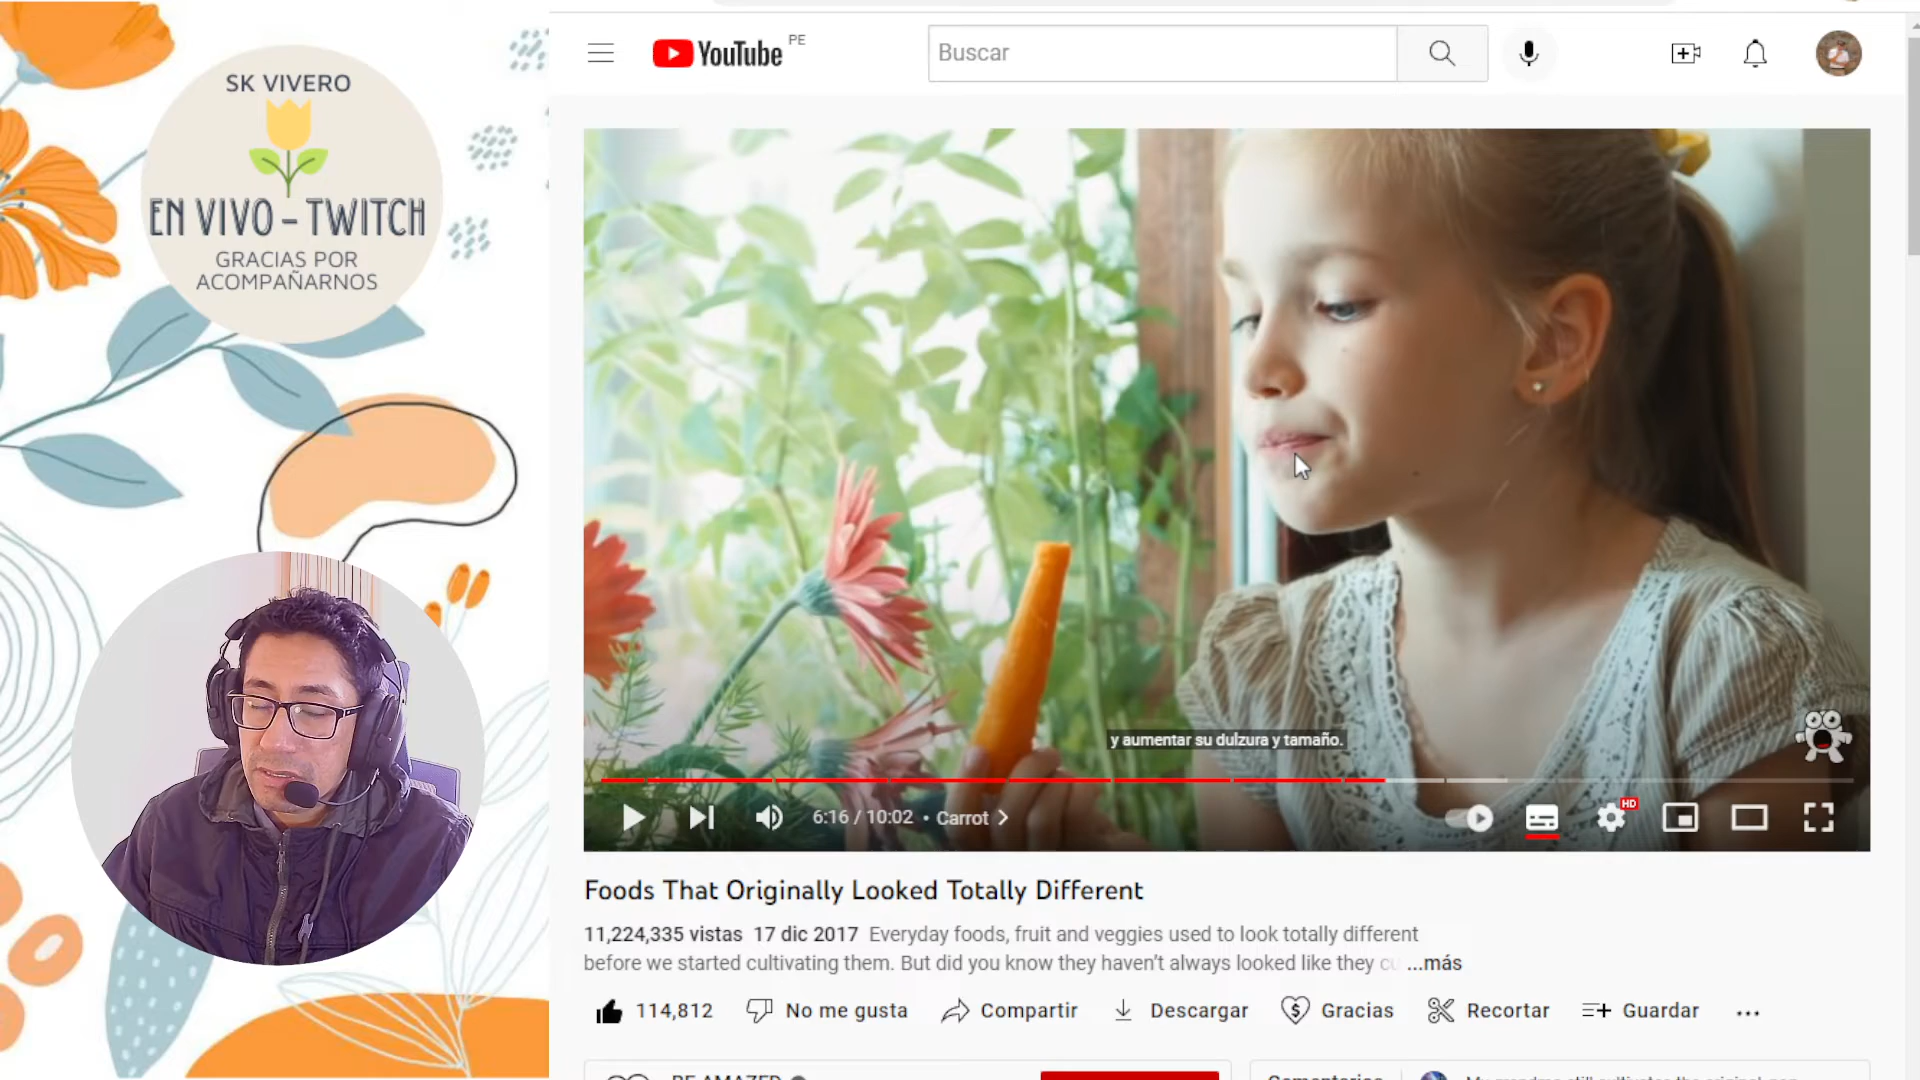 SK VIVERO
EN VIVO - TWITCH
GRACIAS POR
ACOMPAÑARNOS
YouTube PE
Buscar
y aumentar su dulzura y tamaño.
6:16 / 10:02 • Carrot
HD
Foods That Originally Looked Totally Different
11,224,335 vistas 17 dic 2017 Everyday foods, fruit and veggies used to look totally different
before we started cultivating them. But did you know they haven't always looked like they ...más
114,812 No me gusta Compartir Descargar Gracias Recortar Guardar ...
BE AMAZED
Comentarios